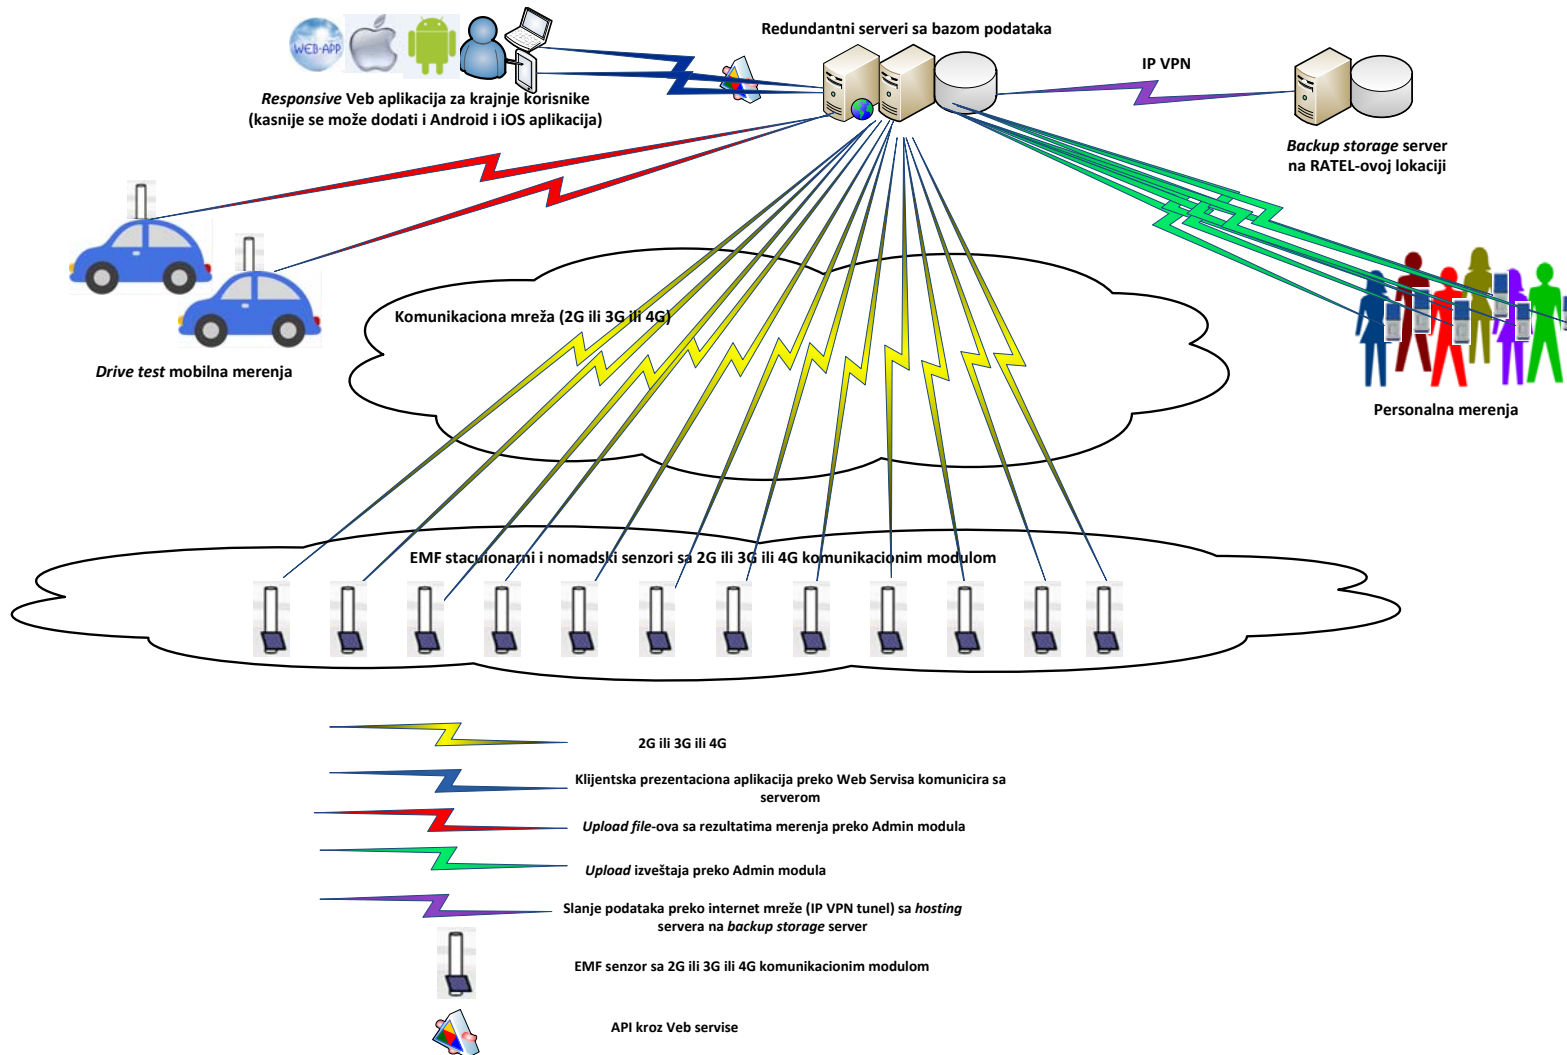 WEB-APP
Redundantni serveri sa bazom podataka
IP VPN
Responsive Veb aplikacija za krajnje korisnike
(kasnije se može dodati i Android i iOS aplikacija)
Backup storage server
na RATEL-ovoj lokaciji
Komunikaciona mreža (2G ili 3G ili 4G)
Drive test mobilna merenja
Personalna merenja
EMF stacuionarni i nomadski senzori sa 2G ili 3G ili 4G komunikacionim modulom
2G ili 3G ili 4G
Klijentska prezentaciona aplikacija preko Web Servisa komunicira sa
serverom
Upload file-ova sa rezultatima merenja preko Admin modula
Upload izveštaja preko Admin modula
Slanje podataka preko internet mreže (IP VPN tunel) sa hosting
servera na backup storage server
EMF senzor sa 2G ili 3G ili 4G komunikacionim modulom
API kroz Veb servise